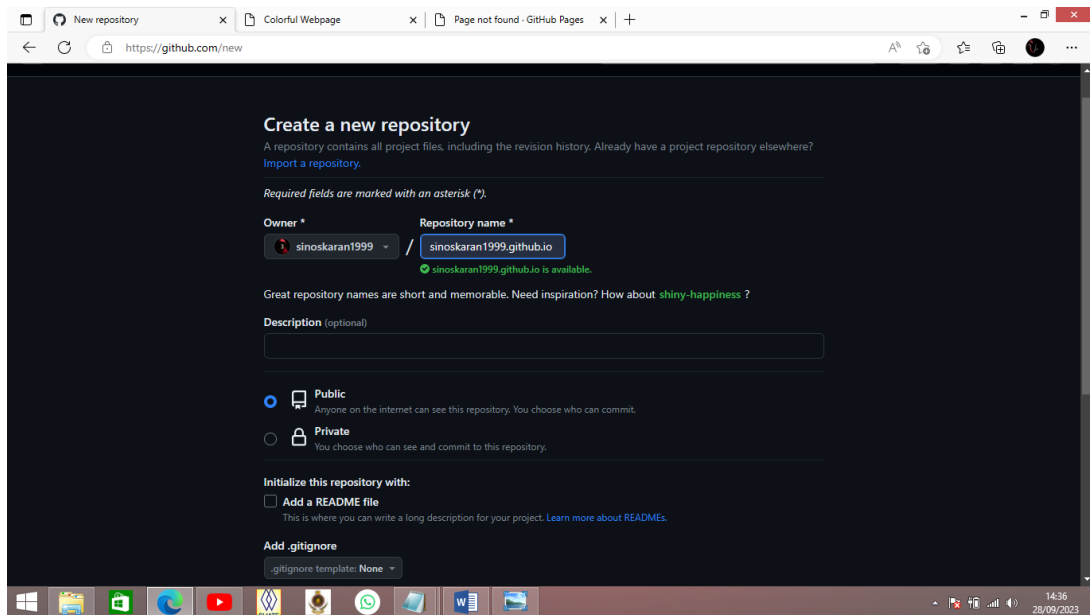 New repository
Colorful Webpage
Page not found - GitHub Pages
https://github.com/new
Create a new repository
A repository contains all project files, including the revision history. Already have a project repository elsewhere?
Import a repository.
Required fields are marked with an asterisk (*).
Owner * Repository name *
sinoskaran1999 / sinoskaran1999.github.io
sinoskaran1999.github.io is available.
Great repository names are short and memorable. Need inspiration? How about shiny-happiness ?
Description (optional)
Public
Anyone on the internet can see this repository. You choose who can commit.
Private
You choose who can see and commit to this repository.
Initialize this repository with:
Add a README file
This is where you can write a long description for your project. Learn more about READMEs.
Add .gitignore
.gitignore template: None
14:36
28/09/2023